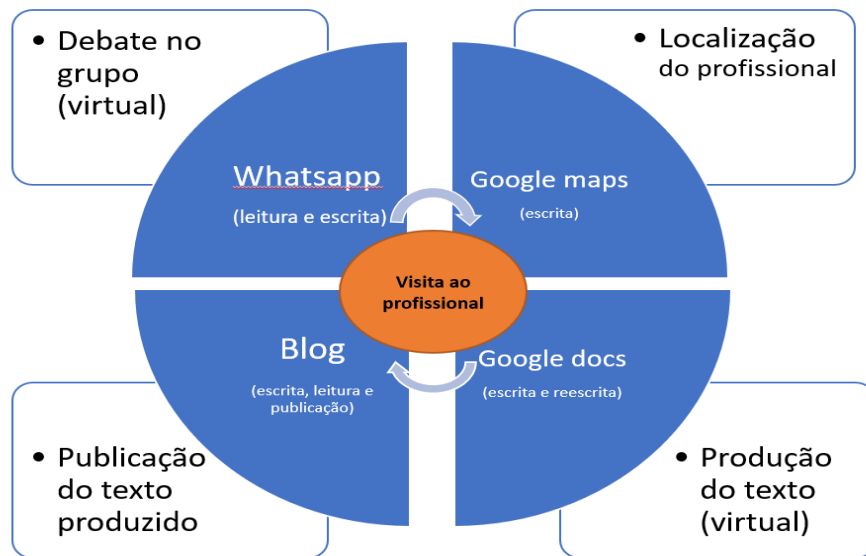 • Debate no
grupo
(virtual)
• Localização
do profissional
Whatsapp
(leitura e escrita)
Google maps
(escrita)
Visita ao
profissional
Blog
(escrita, leitura e
publicação)
Google docs
(escrita e reescrita)
• Publicação
do texto
produzido
• Produção
do texto
(virtual)